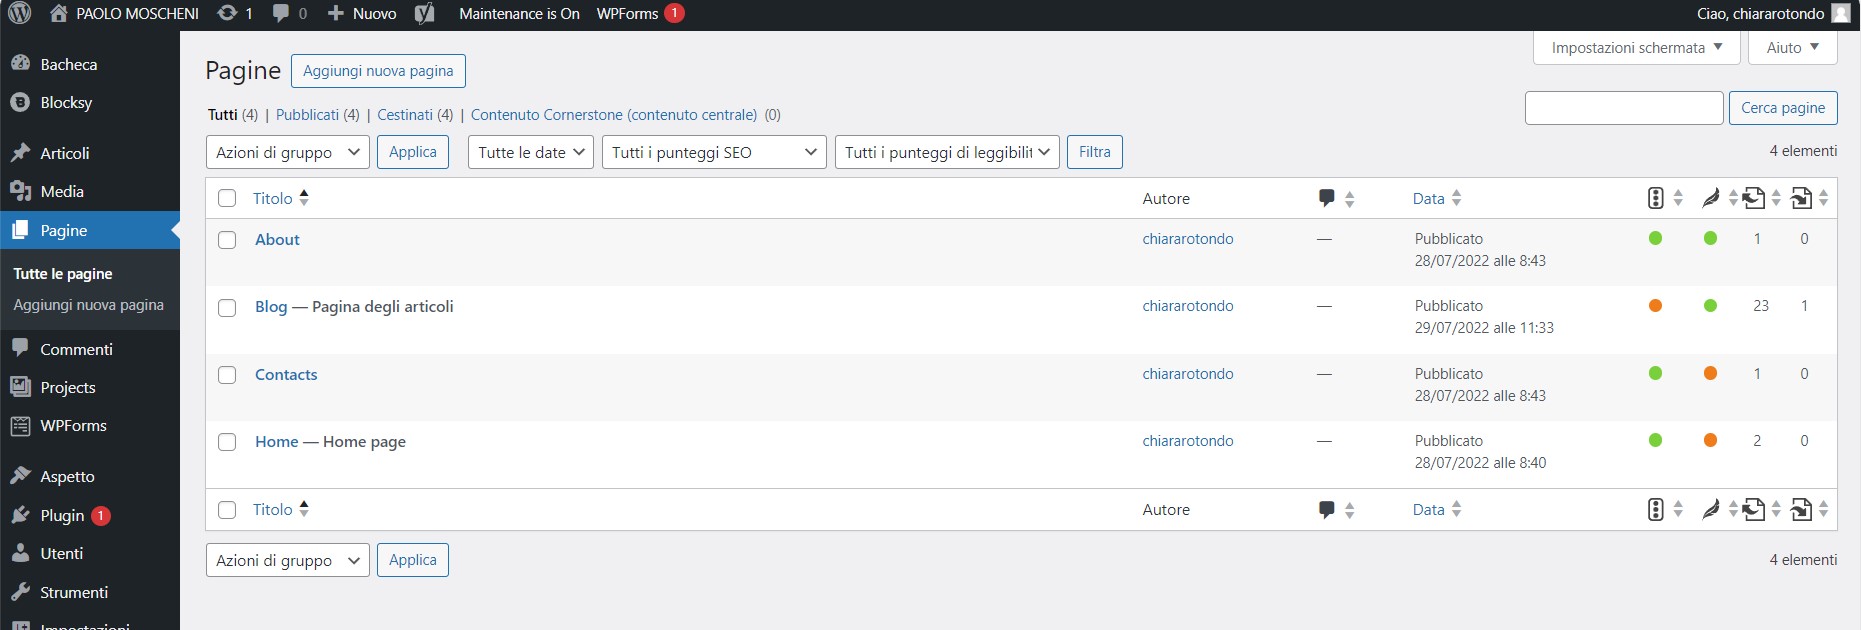 PAOLO MOSCHENI 1 0 Nuovo Maintenance is On WPForms 1 Ciao, chiararotondo
Bacheca
Blocksy
Articoli
Media
Pagine
Tutte le pagine
Aggiungi nuova pagina
Commenti
Projects
WPForms
Aspetto
Plugin 1
Utenti
Strumenti
Impostazioni
Impostazioni schermata Aiuto
Pagine Aggiungi nuova pagina
Tutti (4) | Pubblicati (4) | Cestinati (4) | Contenuto Cornerstone (contenuto centrale) (0)
Cerca pagine
Azioni di gruppo Applica Tutte le date Tutti i punteggi SEO Tutti i punteggi di leggibilit Filtra 4 elementi
Titolo Autore Data
About chiararotondo — Pubblicato 1 0
28/07/2022 alle 8:43
Blog — Pagina degli articoli chiararotondo — Pubblicato 23 1
29/07/2022 alle 11:33
Contacts chiararotondo — Pubblicato 1 0
28/07/2022 alle 8:43
Home — Home page chiararotondo — Pubblicato 2 0
28/07/2022 alle 8:40
Titolo Autore Data
Azioni di gruppo Applica 4 elementi